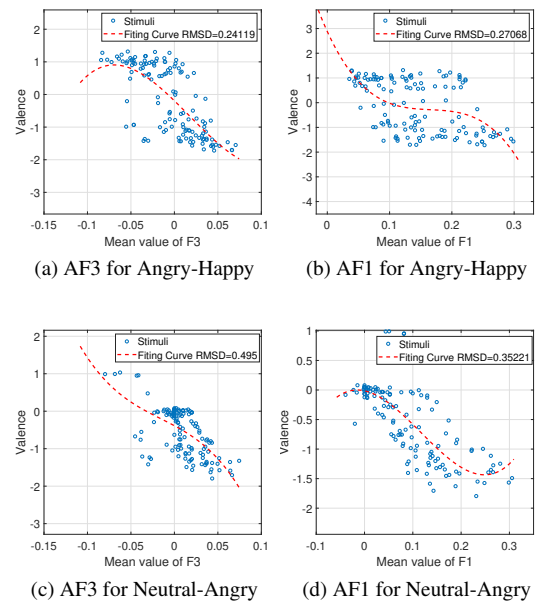 Stimuli
Fiting Curve RMSD=0.24119
2
1
0
-1
-2
-3
Valence
-0.15
-0.1
-0.05
0
0.05
0.1
Mean value of F3
(a) AF3 for Angry-Happy
Stimuli
Fiting Curve RMSD=0.27068
3
2
1
0
-1
-2
-3
-4
Valence
0
0.1
0.2
0.3
Mean value of F1
(b) AF1 for Angry-Happy
Stimuli
Fiting Curve RMSD=0.495
2
1
0
-1
-2
-3
Valence
-0.15
-0.1
-0.05
0
0.05
0.1
Mean value of F3
(c) AF3 for Neutral-Angry
Stimuli
Fiting Curve RMSD=0.35221
1
0.5
0
-0.5
-1
-1.5
-2
Valence
-0.1
0
0.1
0.2
0.3
Mean value of F1
(d) AF1 for Neutral-Angry